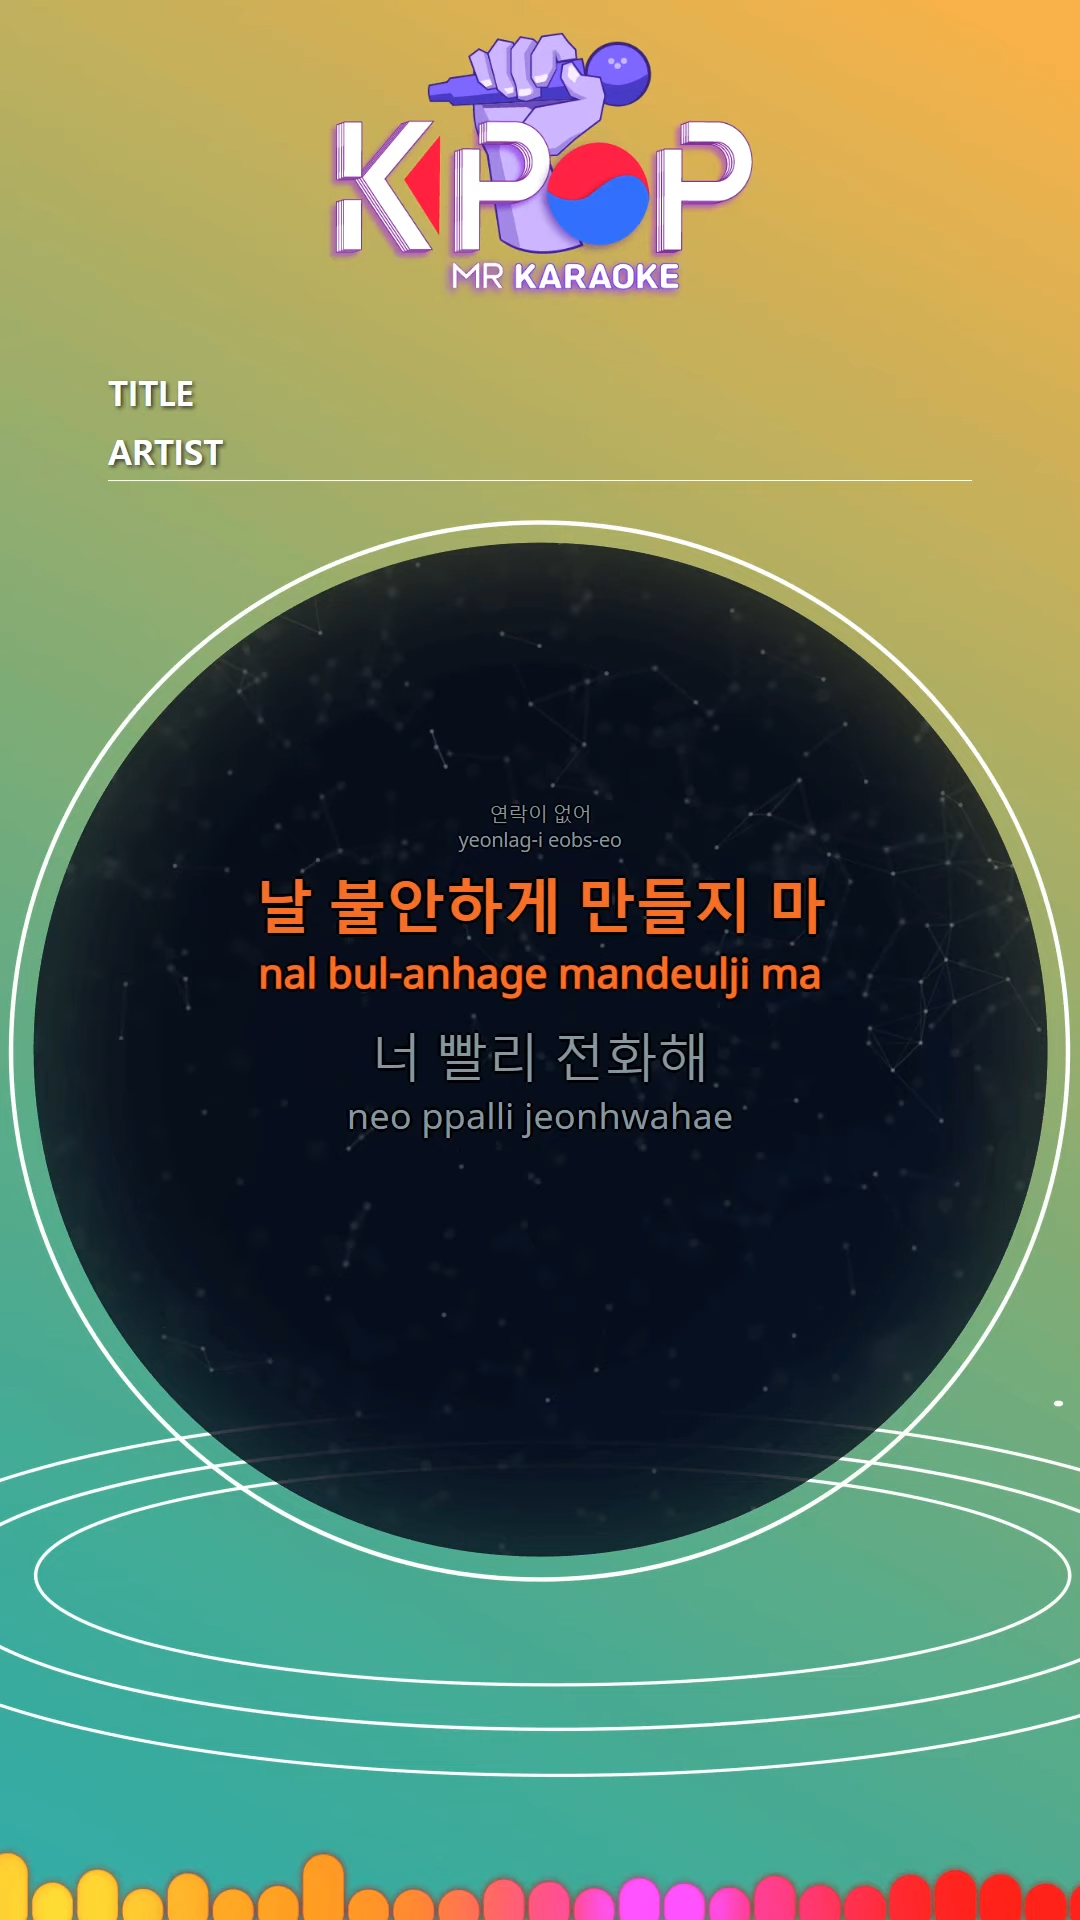 KPOP
MR KARAOKE
TITLE
ARTIST
연락이 없어
yeonlag-i eobs-eo
날 불안하게 만들지 마
nal bul-anhage mandeulji ma
너 빨리 전화해
neo ppalli jeonhwahae